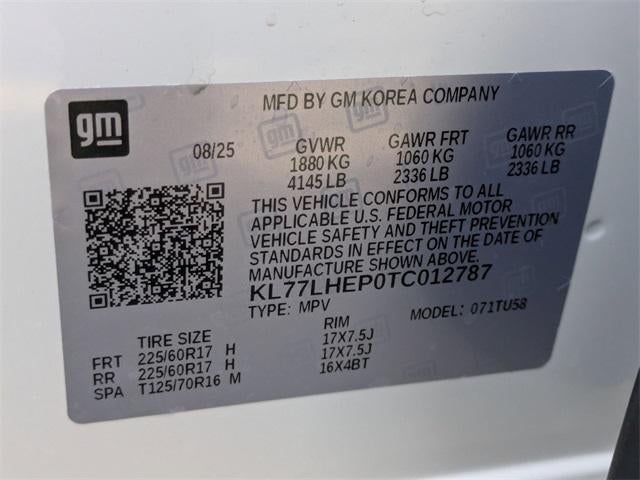 gm
MFD BY GM KOREA COMPANY
08/25 GVWR GAWR FRT GAWR RR
1880 KG 1060 KG 1060 KG
4145 LB 2336 LB 2336 LB
THIS VEHICLE CONFORMS TO ALL
APPLICABLE U.S. FEDERAL MOTOR
VEHICLE SAFETY AND THEFT PREVENTION
STANDARDS IN EFFECT ON THE DATE OF
MANUFACTURE SHOWN ABOVE.
KL77LHEP0TC012787
TYPE: MPV MODEL: 071TU58
TIRE SIZE RIM
FRT 225/60R17 H 17X7.5J
RR 225/60R17 H 17X7.5J
SPA T125/70R16 M 16X4BT